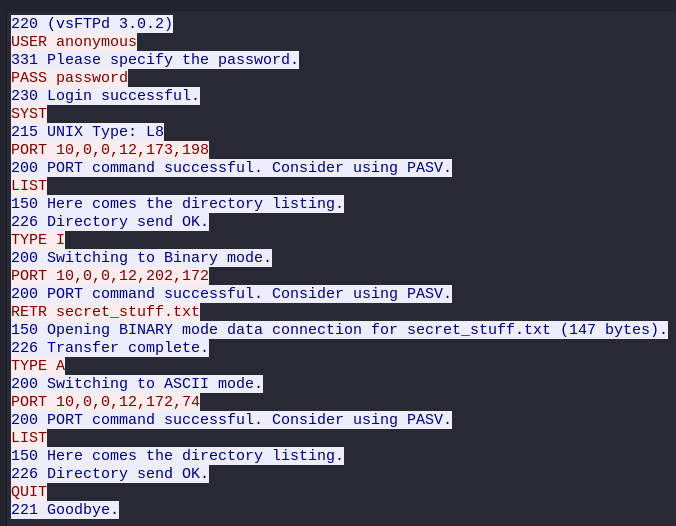 220 (vsFTPd 3.0.2)
USER anonymous
331 Please specify the password.
PASS password
230 Login successful.
SYST
215 UNIX Type: L8
PORT 10,0,0,12,173,198
200 PORT command successful. Consider using PASV.
LIST
150 Here comes the directory listing.
226 Directory send OK.
TYPE I
200 Switching to Binary mode.
PORT 10,0,0,12,202,172
200 PORT command successful. Consider using PASV.
RETR secret_stuff.txt
150 Opening BINARY mode data connection for secret_stuff.txt (147 bytes).
226 Transfer complete.
TYPE A
200 Switching to ASCII mode.
PORT 10,0,0,12,172,74
200 PORT command successful. Consider using PASV.
LIST
150 Here comes the directory listing.
226 Directory send OK.
QUIT
221 Goodbye.